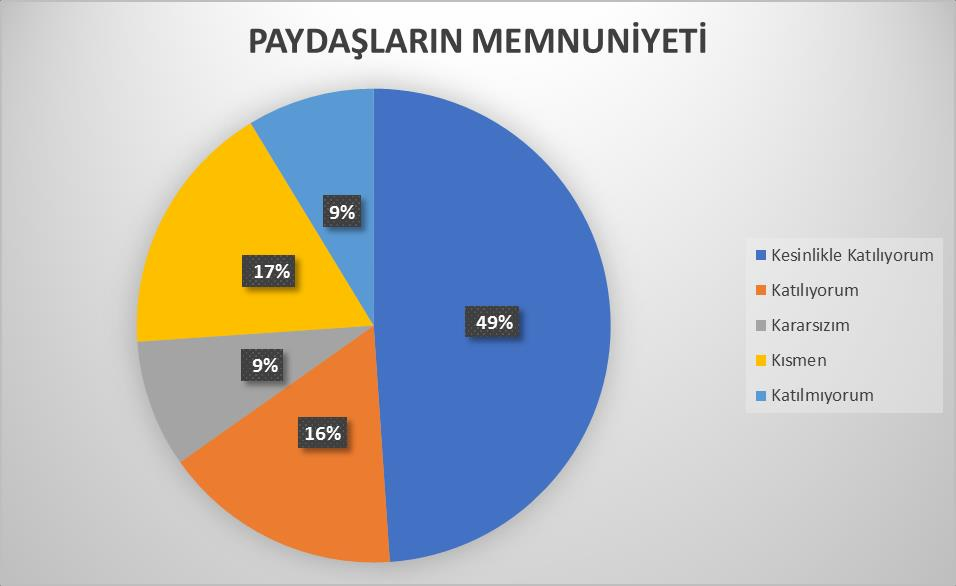 PAYDAŞLARIN MEMNUNİYETİ
9%
17%
49%
9%
16%
Kesinlikle Katılıyorum
Katılıyorum
Kararsızım
Kısmen
Katılmıyorum